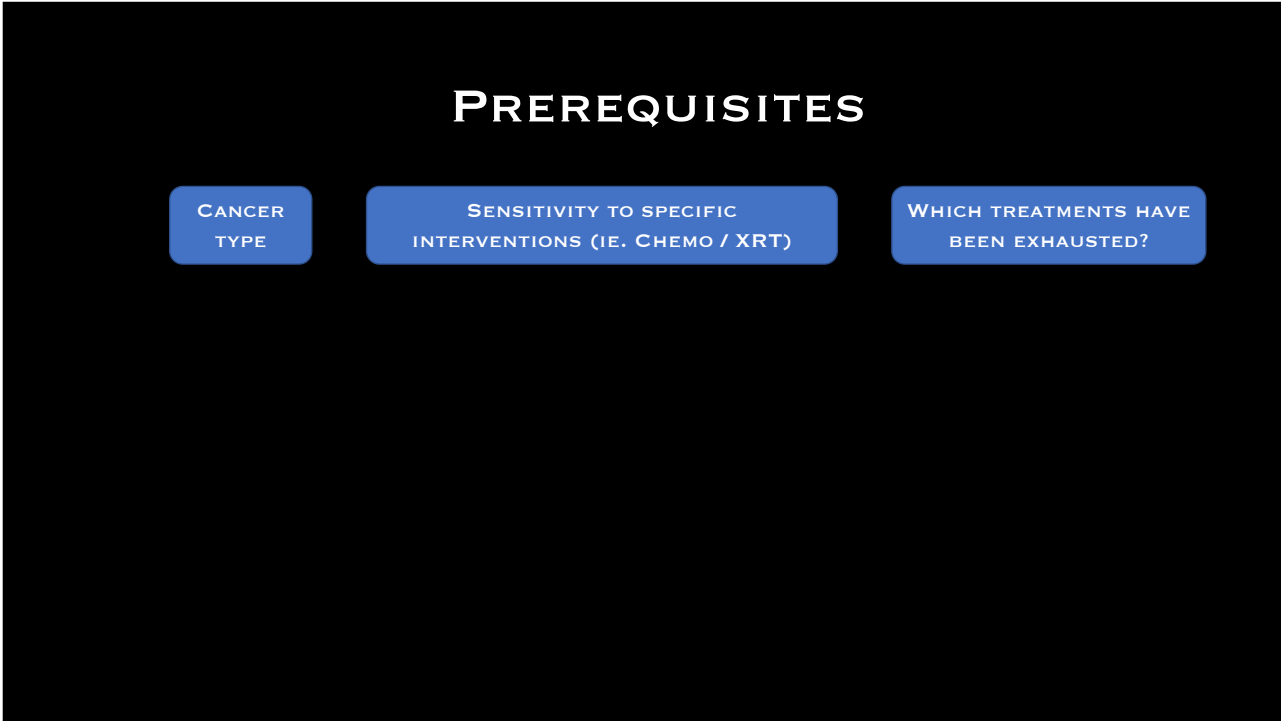 Prerequisites
Cancer
type
Sensitivity to specific
interventions (ie. Chemo / XRT)
Which treatments have
been exhausted?